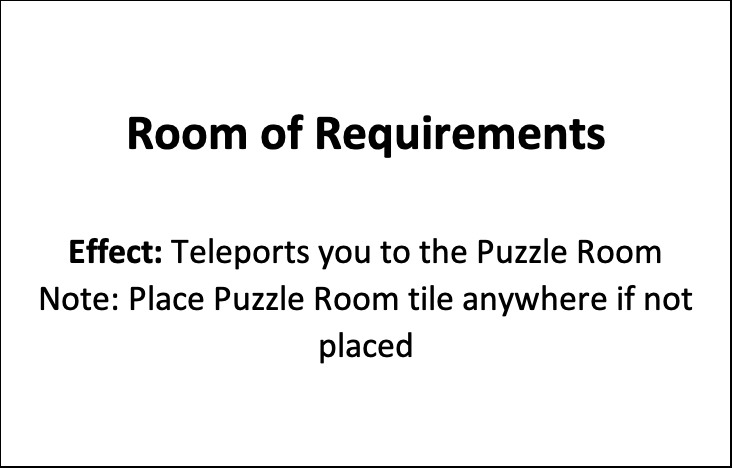 Room of Requirements
Effect: Teleports you to the Puzzle Room
Note: Place Puzzle Room tile anywhere if not
placed